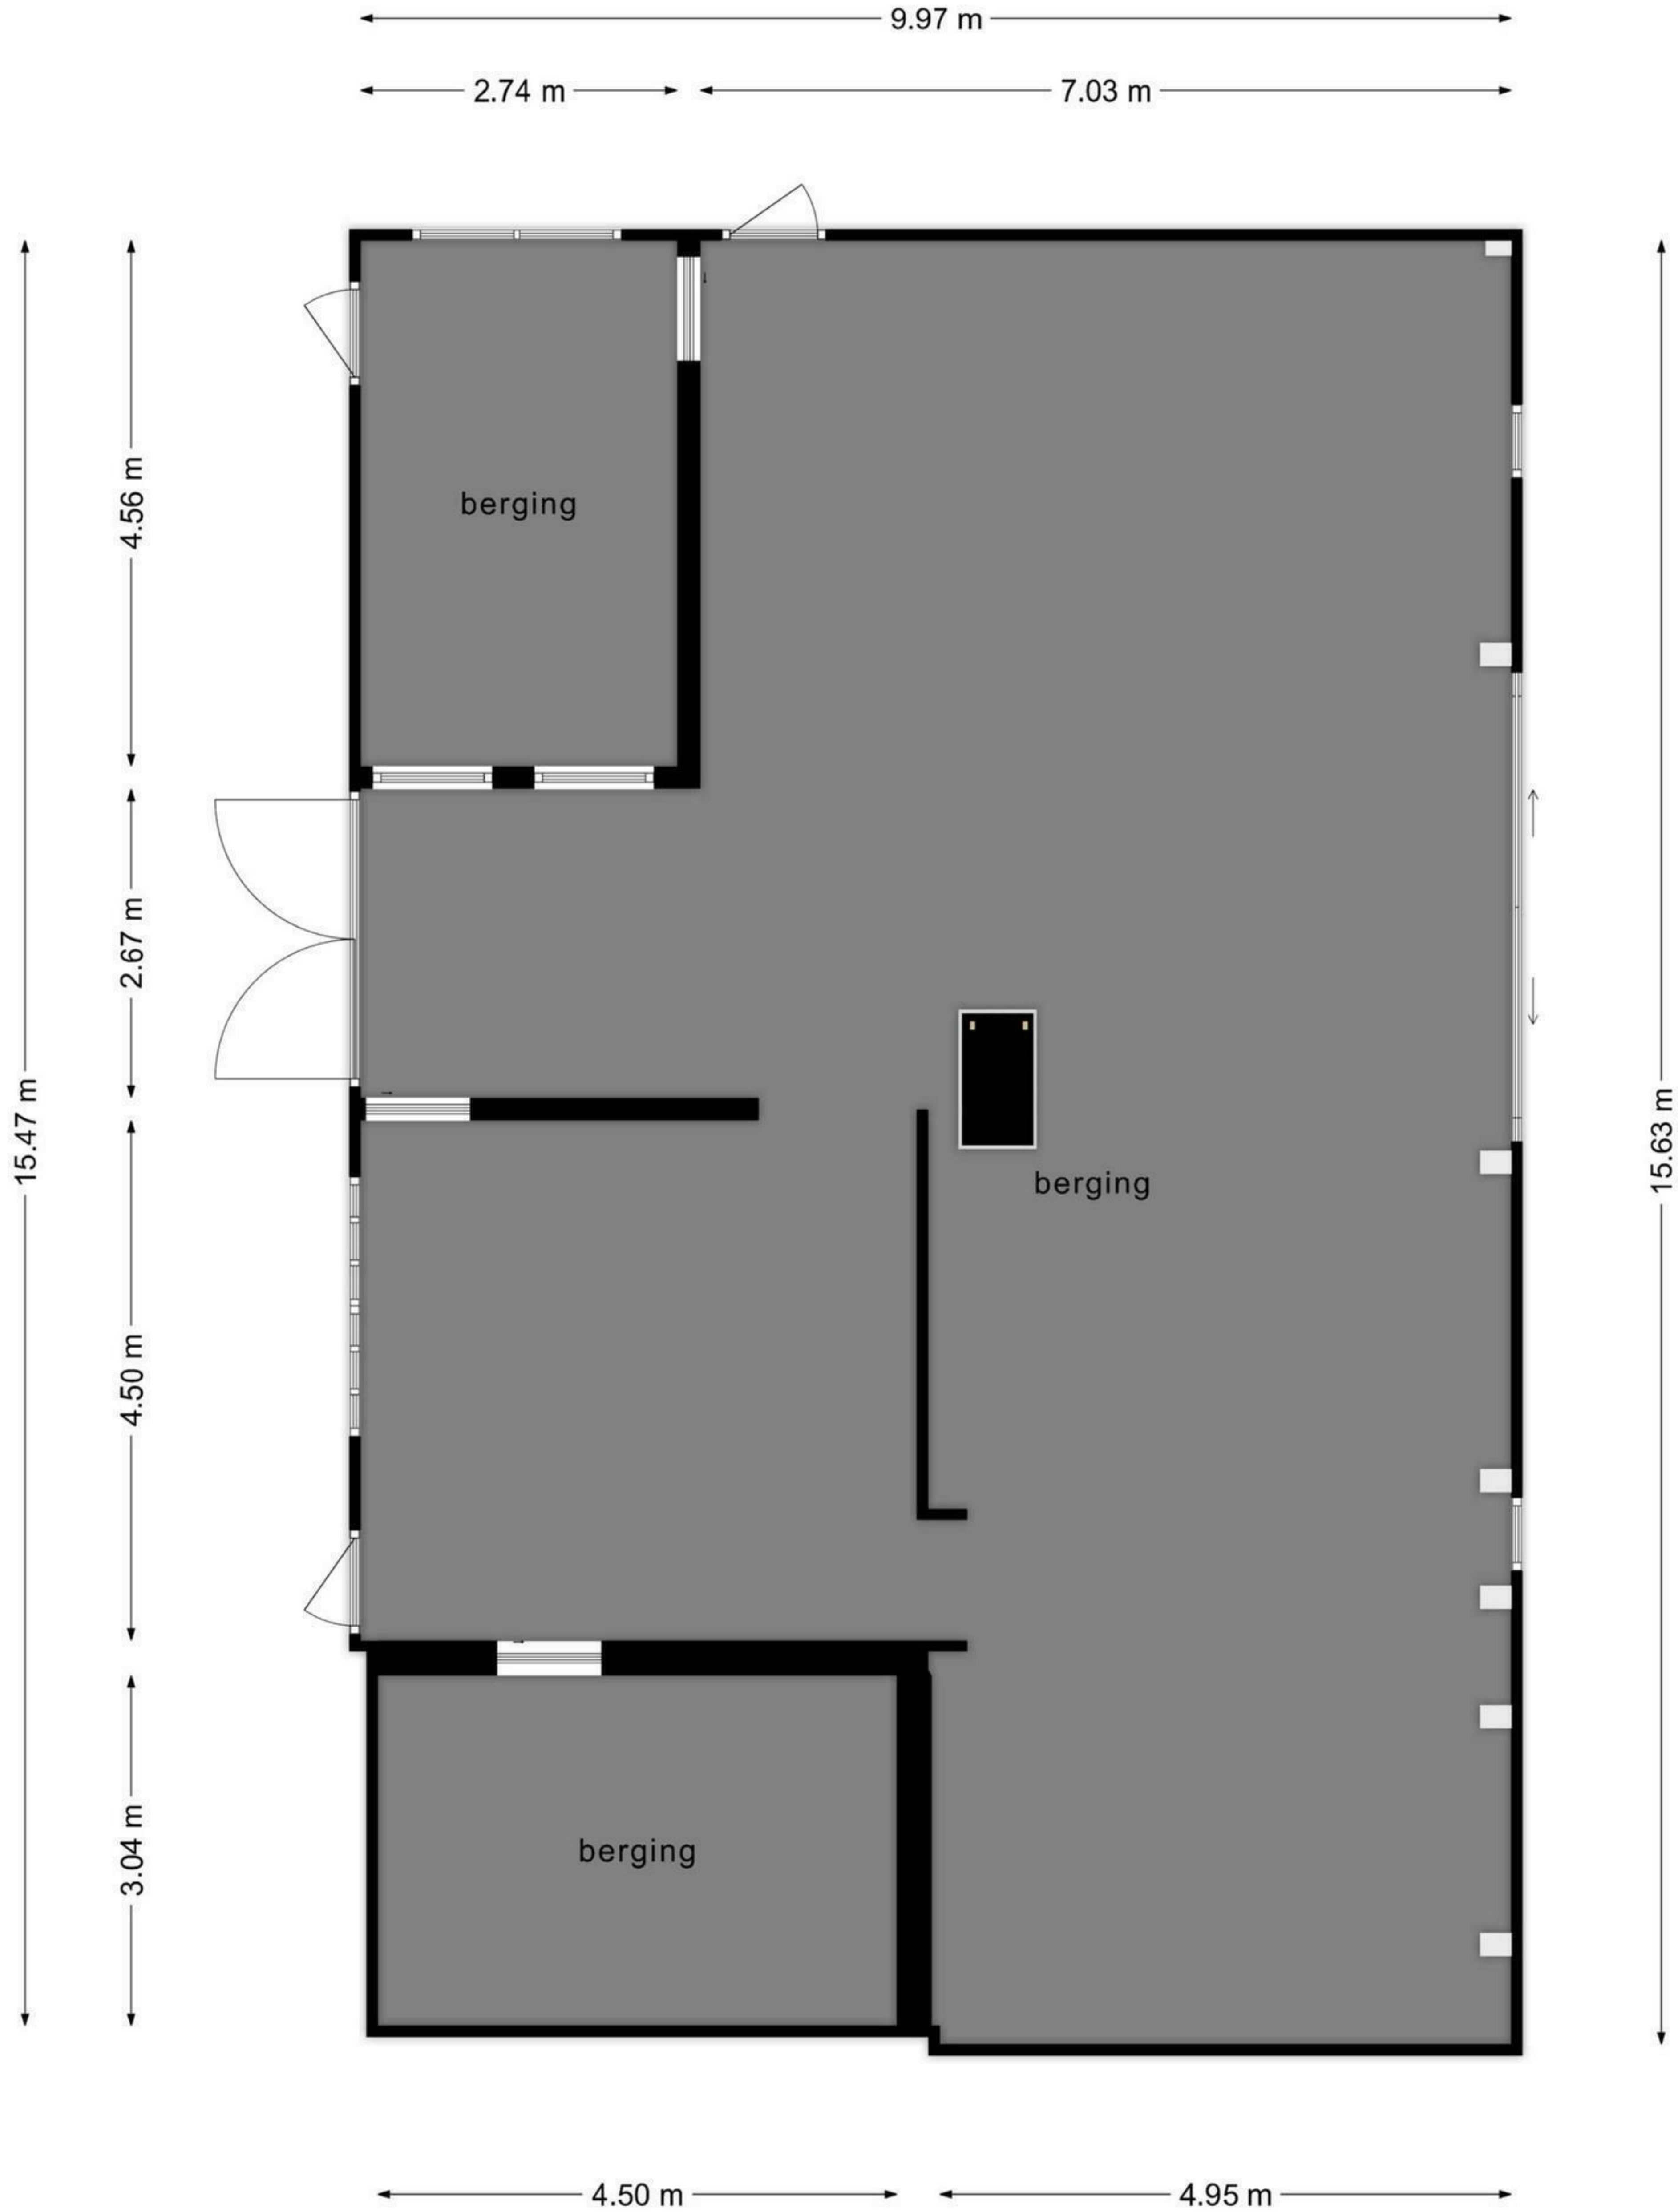 9.97 m
2.74 m
7.03 m
berging
4.56 m
2.67 m
15.47 m
15.63 m
berging
4.50 m
3.04 m
berging
4.50 m
4.95 m